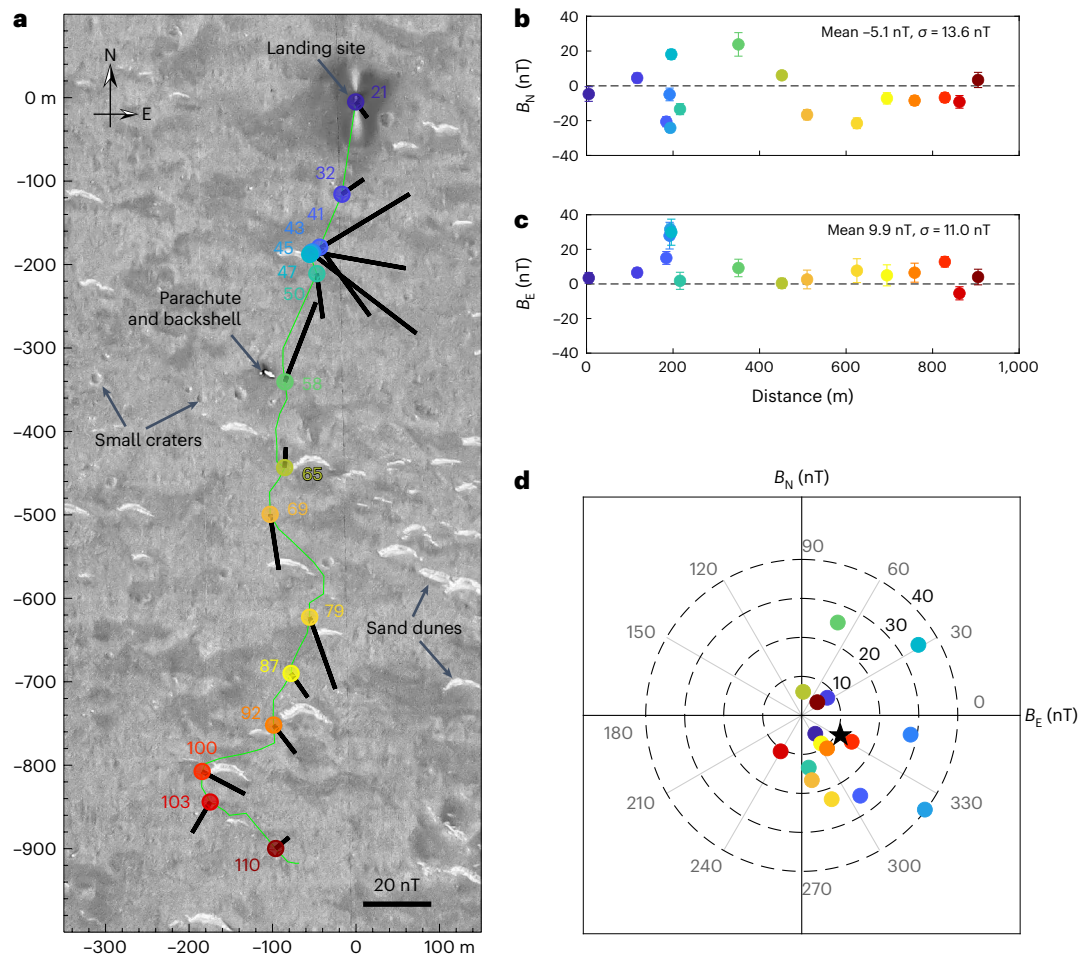 a
Landing site
N
E
21
32
41
43
45
47
50
Parachute
and backshell
58
Small craters
65
69
79
Sand dunes
87
92
100
103
110
20 nT
0 m
−100
−200
−300
−400
−500
−600
−700
−800
−900
−300
−200
−100
0
100 m
b
Mean −5.1 nT, σ = 13.6 nT
B_N (nT)
40
20
0
−20
−40
c
Mean 9.9 nT, σ = 11.0 nT
B_E (nT)
40
20
0
−20
−40
0
200
400
600
800
1,000
Distance (m)
d
B_N (nT)
90
120
60
40
150
30
30
20
10
0
180
B_E (nT)
210
330
240
300
270